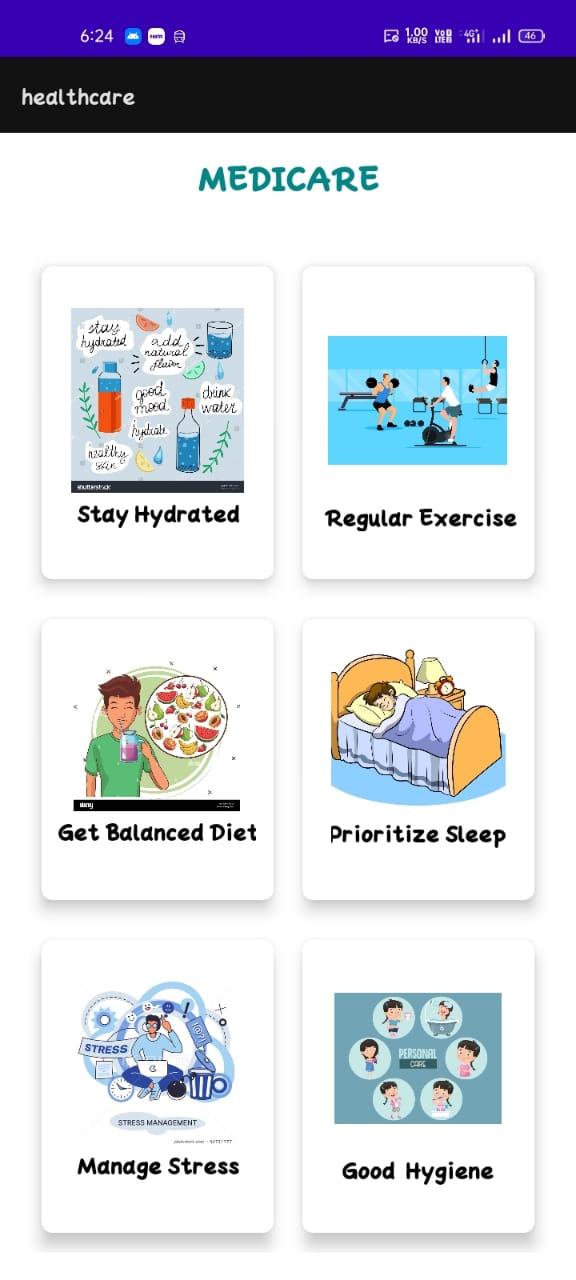 6:24
1.00 KB/S
VoD LTE
4G+
46
healthcare
MEDICARE
stay hydrated
add natural flavor
good mood
drink water
hydrate
healthy skin
shutterstock
Stay Hydrated
Regular Exercise
alamy
Get Balanced Diet
Prioritize Sleep
STRESS
STRESS MANAGEMENT
Manage Stress
PERSONAL
CARE
Good Hygiene